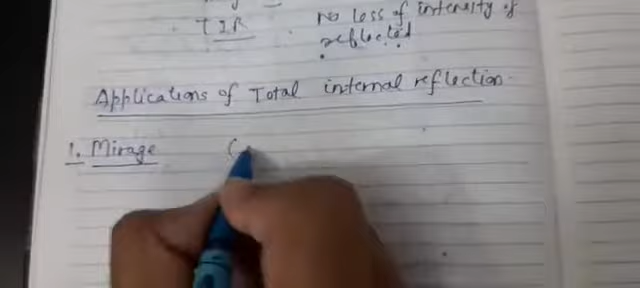 TIR no loss of intensity of
reflected
Applications of Total internal reflection.
1. Mirage (